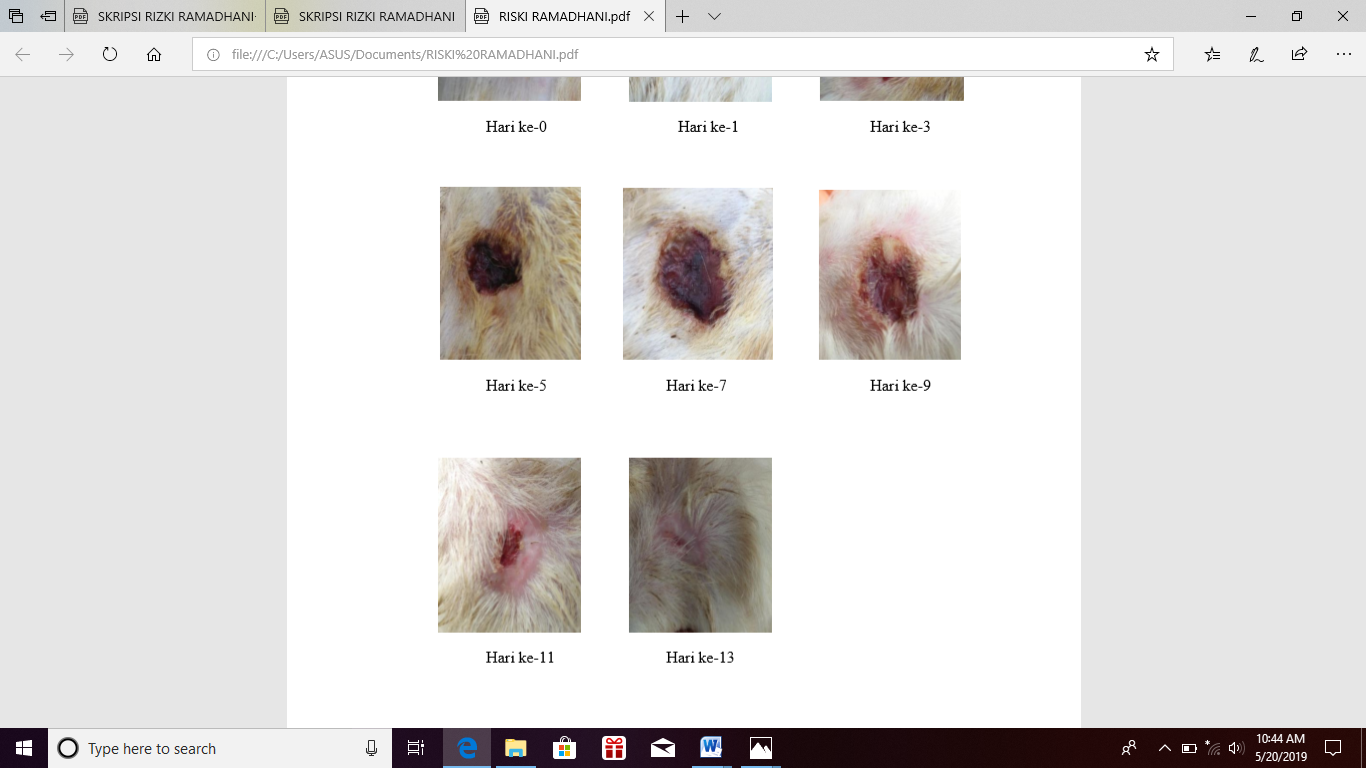 SKRIPSI RIZKI RAMADHANI
SKRIPSI RIZKI RAMADHANI
RISKI RAMADHANI.pdf
file:///C:/Users/ASUS/Documents/RISKI%20RAMADHANI.pdf
Hari ke-0
Hari ke-1
Hari ke-3
Hari ke-5
Hari ke-7
Hari ke-9
Hari ke-11
Hari ke-13
Type here to search
10:44 AM
5/20/2019